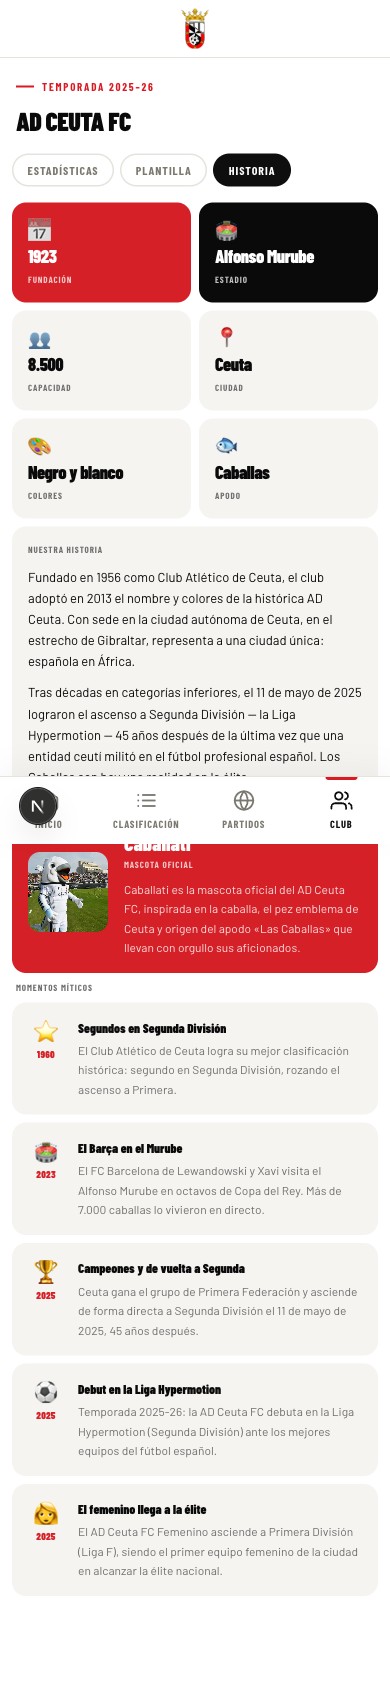 TEMPORADA 2025-26
AD CEUTA FC
ESTADÍSTICAS
PLANTILLA
HISTORIA
17
1923
FUNDACIÓN
Alfonso Murube
ESTADIO
8.500
CAPACIDAD
Ceuta
CIUDAD
Negro y blanco
COLORES
Caballas
APODO
NUESTRA HISTORIA
Fundado en 1956 como Club Atlético de Ceuta, el club
adoptó en 2013 el nombre y colores de la histórica AD
Ceuta. Con sede en la ciudad autónoma de Ceuta, en el
estrecho de Gibraltar, representa a una ciudad única:
española en África.
Tras décadas en categorías inferiores, el 11 de mayo de 2025
lograron el ascenso a Segunda División — la Liga
Hypermotion — 45 años después de la última vez que una
entidad ceutí militó en el fútbol profesional español. Los
Caballas son hoy una realidad en la élite.
N
INICIO
CLASIFICACIÓN
PARTIDOS
CLUB
Caballati
MASCOTA OFICIAL
Caballati es la mascota oficial del AD Ceuta
FC, inspirada en la caballa, el pez emblema de
Ceuta y origen del apodo «Las Caballas» que
llevan con orgullo sus aficionados.
MOMENTOS MÍTICOS
1960
Segundos en Segunda División
El Club Atlético de Ceuta logra su mejor clasificación
histórica: segundo en Segunda División, rozando el
ascenso a Primera.
2023
El Barça en el Murube
El FC Barcelona de Lewandowski y Xavi visita el
Alfonso Murube en octavos de Copa del Rey. Más de
7.000 caballas lo vivieron en directo.
2025
Campeones y de vuelta a Segunda
Ceuta gana el grupo de Primera Federación y asciende
de forma directa a Segunda División el 11 de mayo de
2025, 45 años después.
2025
Debut en la Liga Hypermotion
Temporada 2025-26: la AD Ceuta FC debuta en la Liga
Hypermotion (Segunda División) ante los mejores
equipos del fútbol español.
2025
El femenino llega a la élite
El AD Ceuta FC Femenino asciende a Primera División
(Liga F), siendo el primer equipo femenino de la ciudad
en alcanzar la élite nacional.